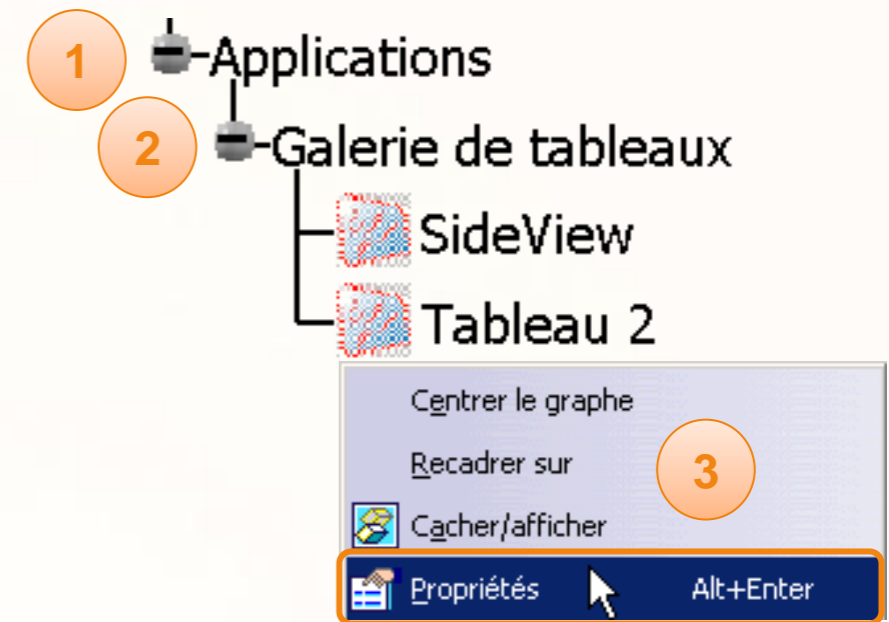 1 Applications
2 Galerie de tableaux
SideView
Tableau 2
Centrer le graphe
Recadrer sur
3
Cacher/afficher
Propriétés Alt+Enter